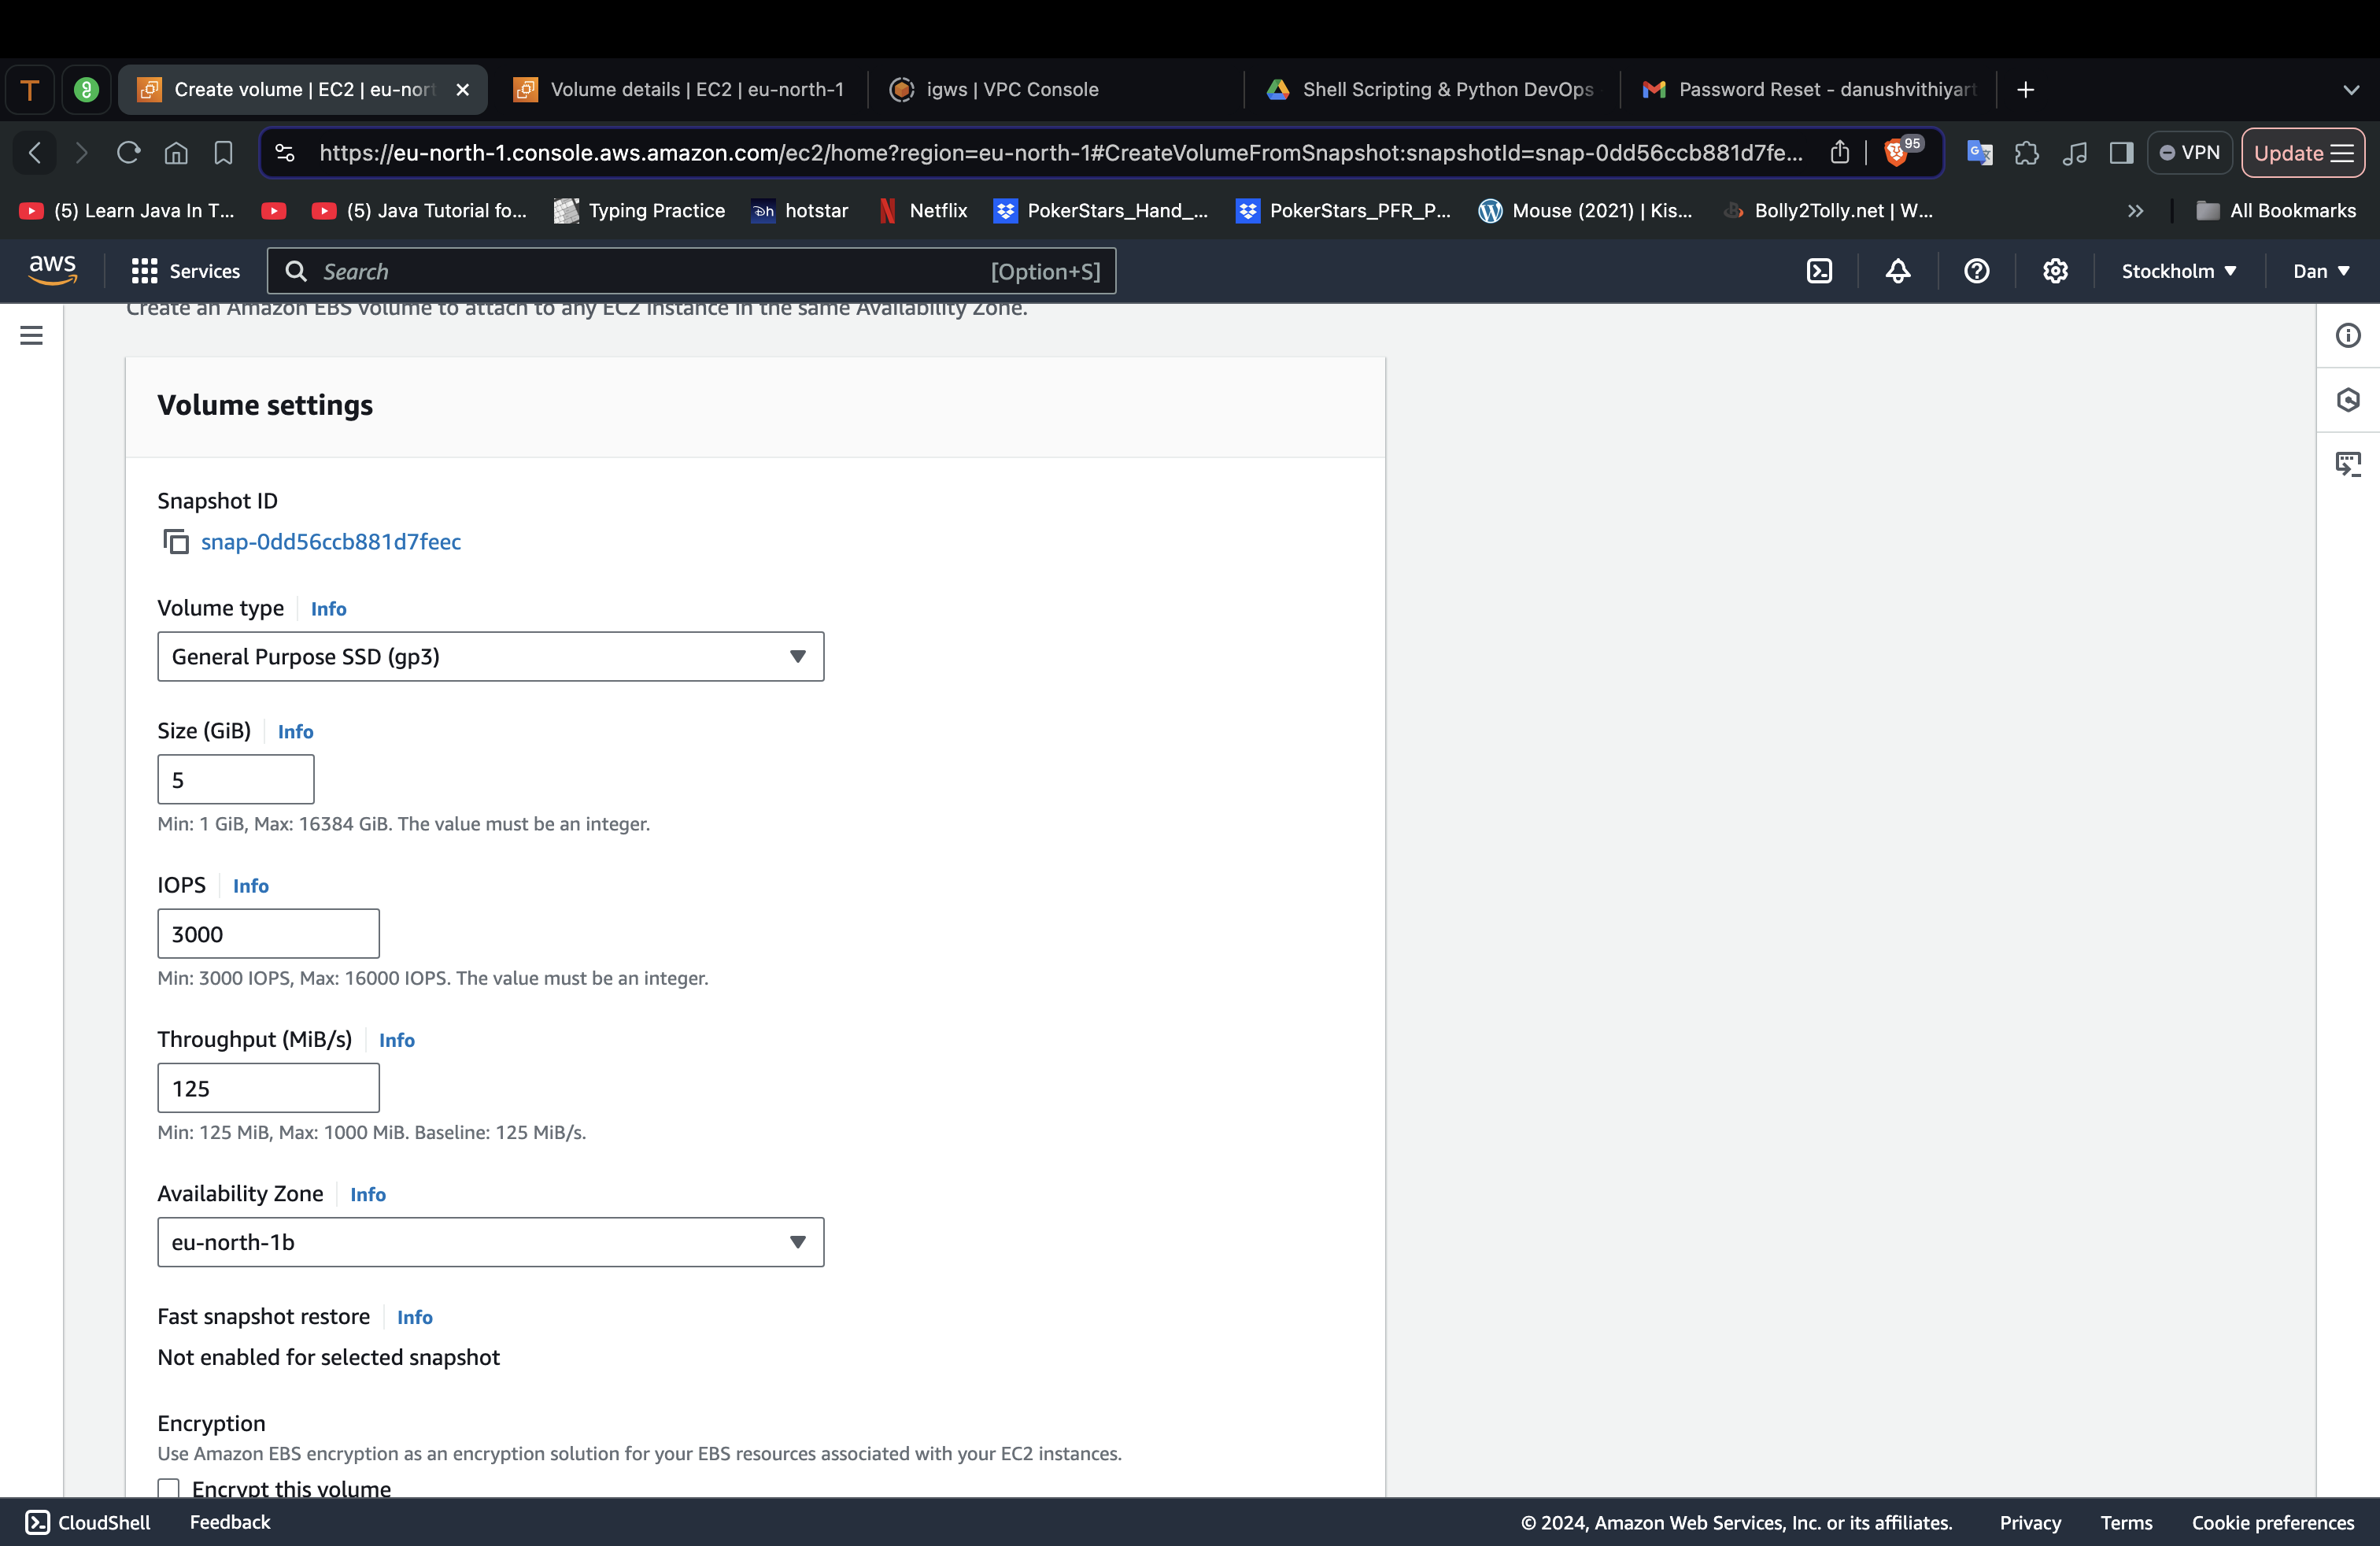 T
Create volume | EC2 | eu-nort
Volume details | EC2 | eu-north-1
igws | VPC Console
Shell Scripting & Python DevOps
Password Reset - danushvithiyart
https://eu-north-1.console.aws.amazon.com/ec2/home?region=eu-north-1#CreateVolumeFromSnapshot:snapshotId=snap-0dd56ccb881d7fe...
95
VPN
Update
(5) Learn Java In T...
(5) Java Tutorial fo...
Typing Practice
hotstar
Netflix
PokerStars_Hand_...
PokerStars_PFR_P...
Mouse (2021) | Kis...
Bolly2Tolly.net | W...
All Bookmarks
aws
Services
Search
[Option+S]
Stockholm
Dan
Create an Amazon EBS volume to attach to any EC2 instance in the same Availability Zone.
Volume settings
Snapshot ID
snap-0dd56ccb881d7feec
Volume type
Info
General Purpose SSD (gp3)
Size (GiB)
Info
5
Min: 1 GiB, Max: 16384 GiB. The value must be an integer.
IOPS
Info
3000
Min: 3000 IOPS, Max: 16000 IOPS. The value must be an integer.
Throughput (MiB/s)
Info
125
Min: 125 MiB, Max: 1000 MiB. Baseline: 125 MiB/s.
Availability Zone
Info
eu-north-1b
Fast snapshot restore
Info
Not enabled for selected snapshot
Encryption
Use Amazon EBS encryption as an encryption solution for your EBS resources associated with your EC2 instances.
Encrypt this volume
CloudShell
Feedback
© 2024, Amazon Web Services, Inc. or its affiliates.
Privacy
Terms
Cookie preferences